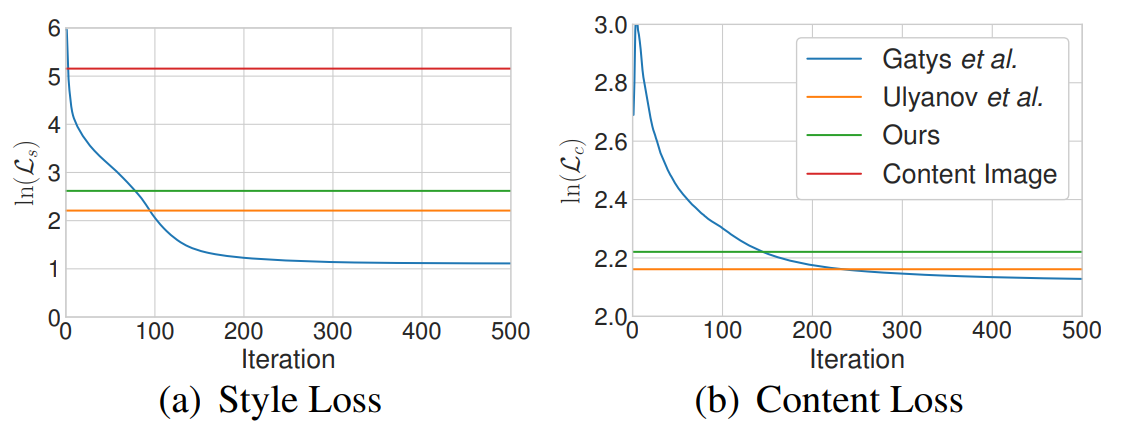 6
5
4
3
2
1
0
ln(ℒs)
0 100 200 300 400 500
Iteration
(a) Style Loss
3.0
2.8
2.6
2.4
2.2
2.0
ln(ℒc)
Gatys et al.
Ulyanov et al.
Ours
Content Image
0 100 200 300 400 500
Iteration
(b) Content Loss